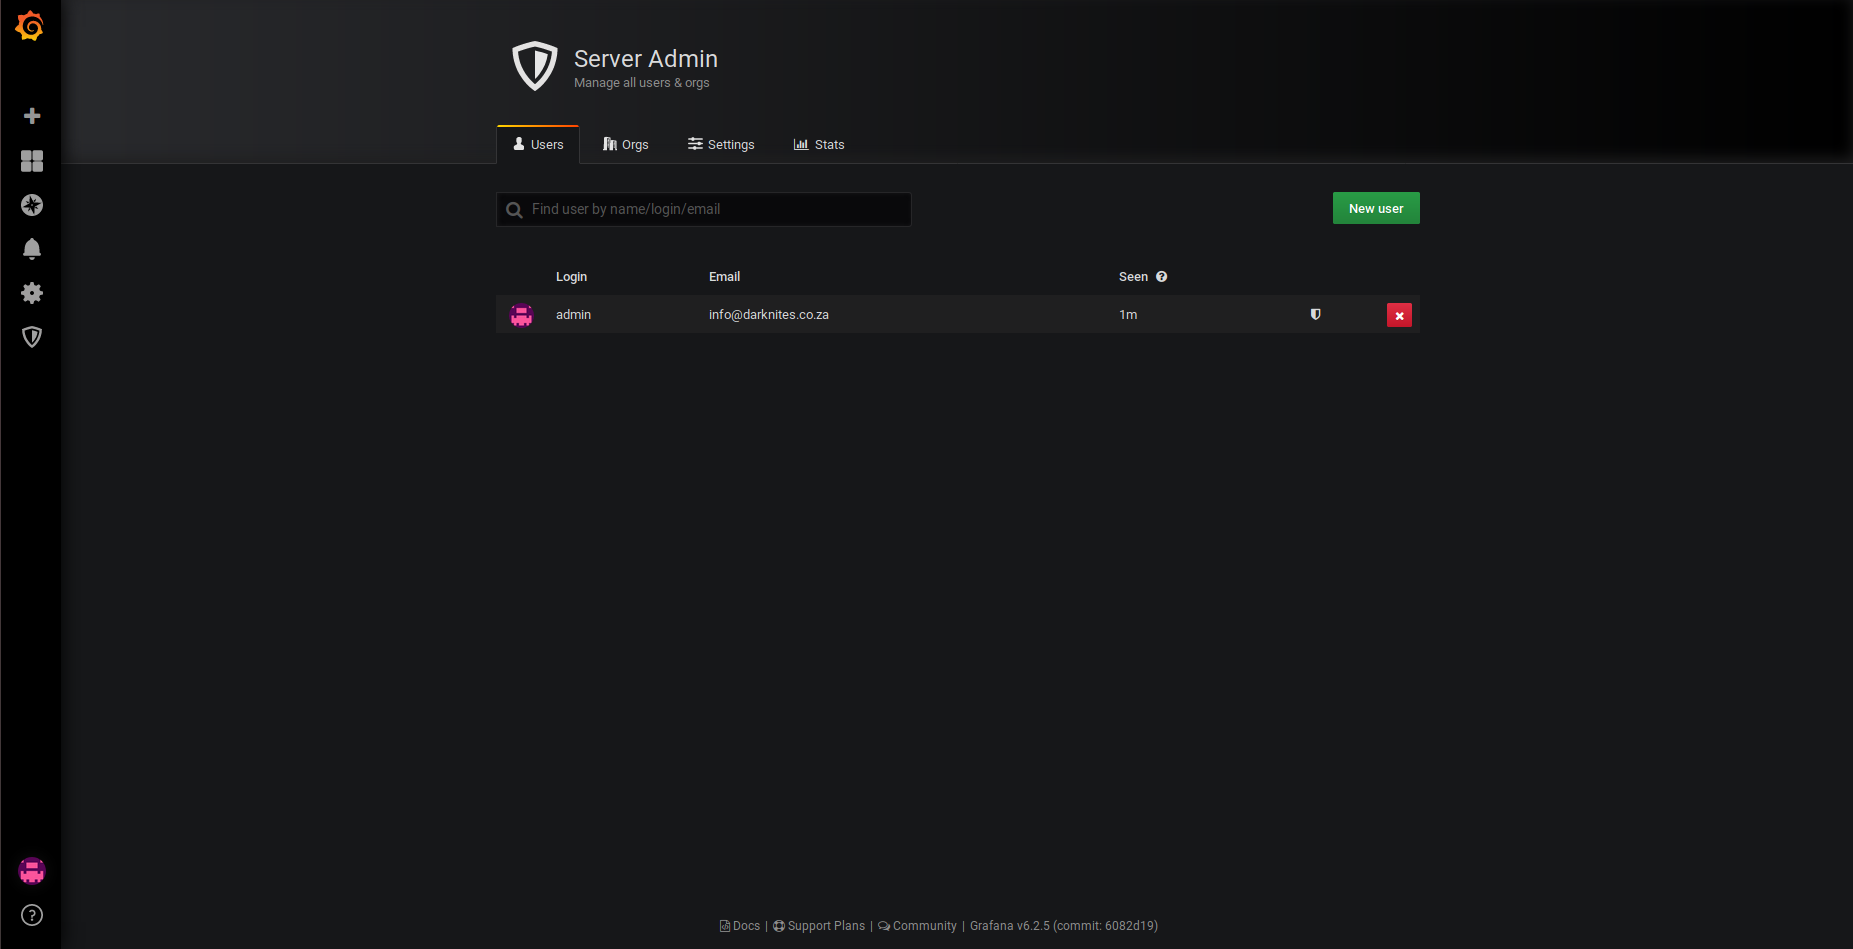 Server Admin
Manage all users & orgs
Users Orgs Settings Stats
Find user by name/login/email New user
Login Email Seen ?
admin info@darknites.co.za 1m
?
Docs | Support Plans | Community | Grafana v6.2.5 (commit: 6082d19)